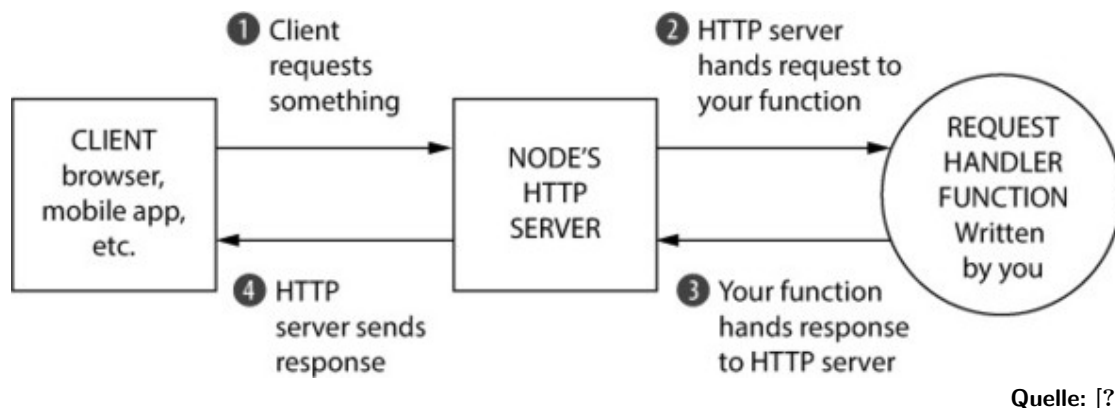 1 Client
requests
something
2 HTTP server
hands request to
your function
CLIENT
browser,
mobile app,
etc.
NODE'S
HTTP
SERVER
REQUEST
HANDLER
FUNCTION
Written
by you
4 HTTP
server sends
response
3 Your function
hands response
to HTTP server
Quelle: [?